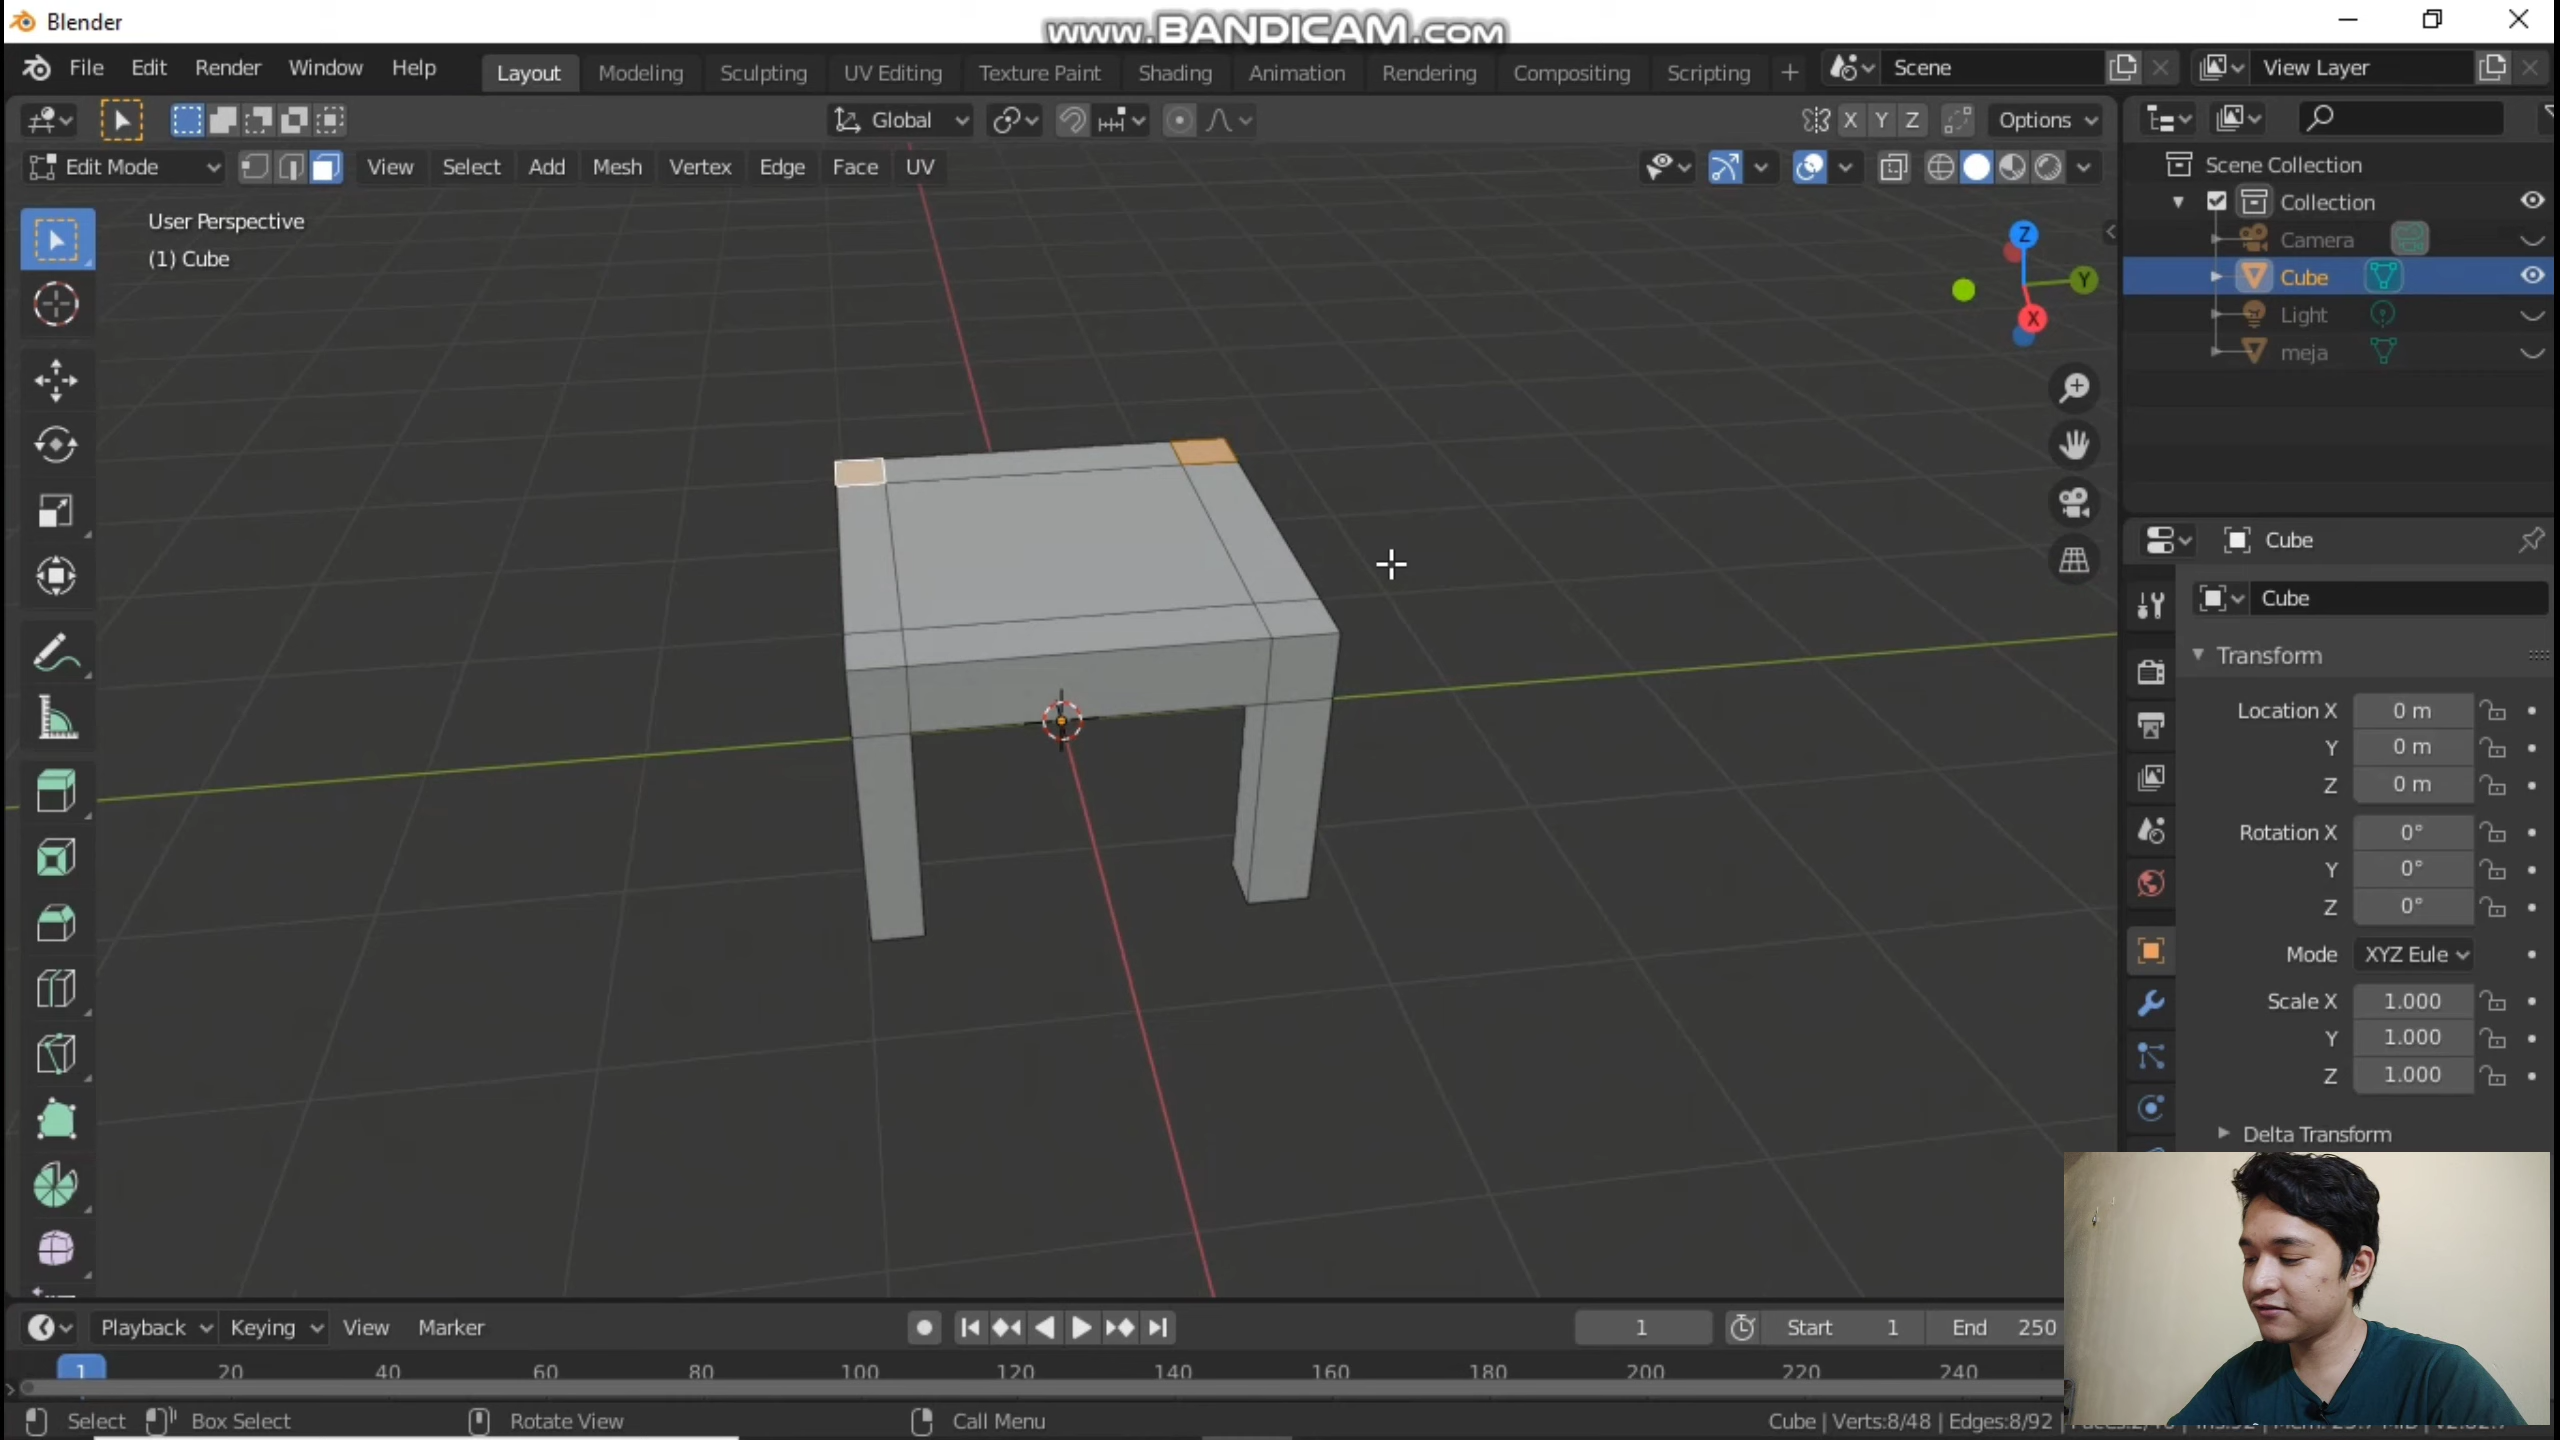 Blender
www.BANDICAM.com
File Edit Render Window Help Layout Modeling Sculpting UV Editing Texture Paint Shading Animation Rendering Compositing Scripting + Scene View Layer
Global X Y Z Options
Edit Mode View Select Add Mesh Vertex Edge Face UV
User Perspective
(1) Cube
Z
Y
X
Scene Collection
Collection
Camera
Cube
Light
meja
Cube
Cube
Transform
Location X 0 m
Y 0 m
Z 0 m
Rotation X 0°
Y 0°
Z 0°
Mode XYZ Eule
Scale X 1.000
Y 1.000
Z 1.000
Delta Transform
Playback Keying View Marker 1 Start 1 End 250
1 20 40 60 80 100 120 140 160 180 200 220 240
Select Box Select Rotate View Call Menu Cube | Verts:8/48 | Edges:8/92